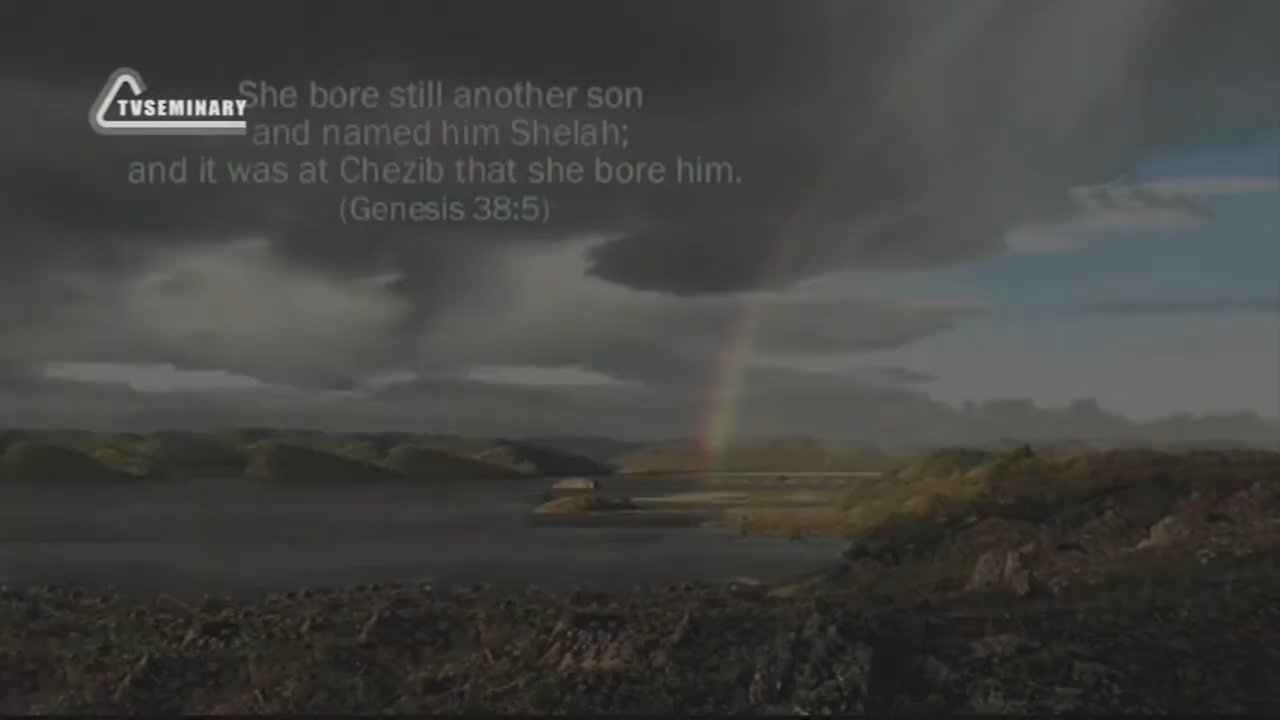 TVSEMINARY
She bore still another son
and named him Shelah;
and it was at Chezib that she bore him.
(Genesis 38:5)